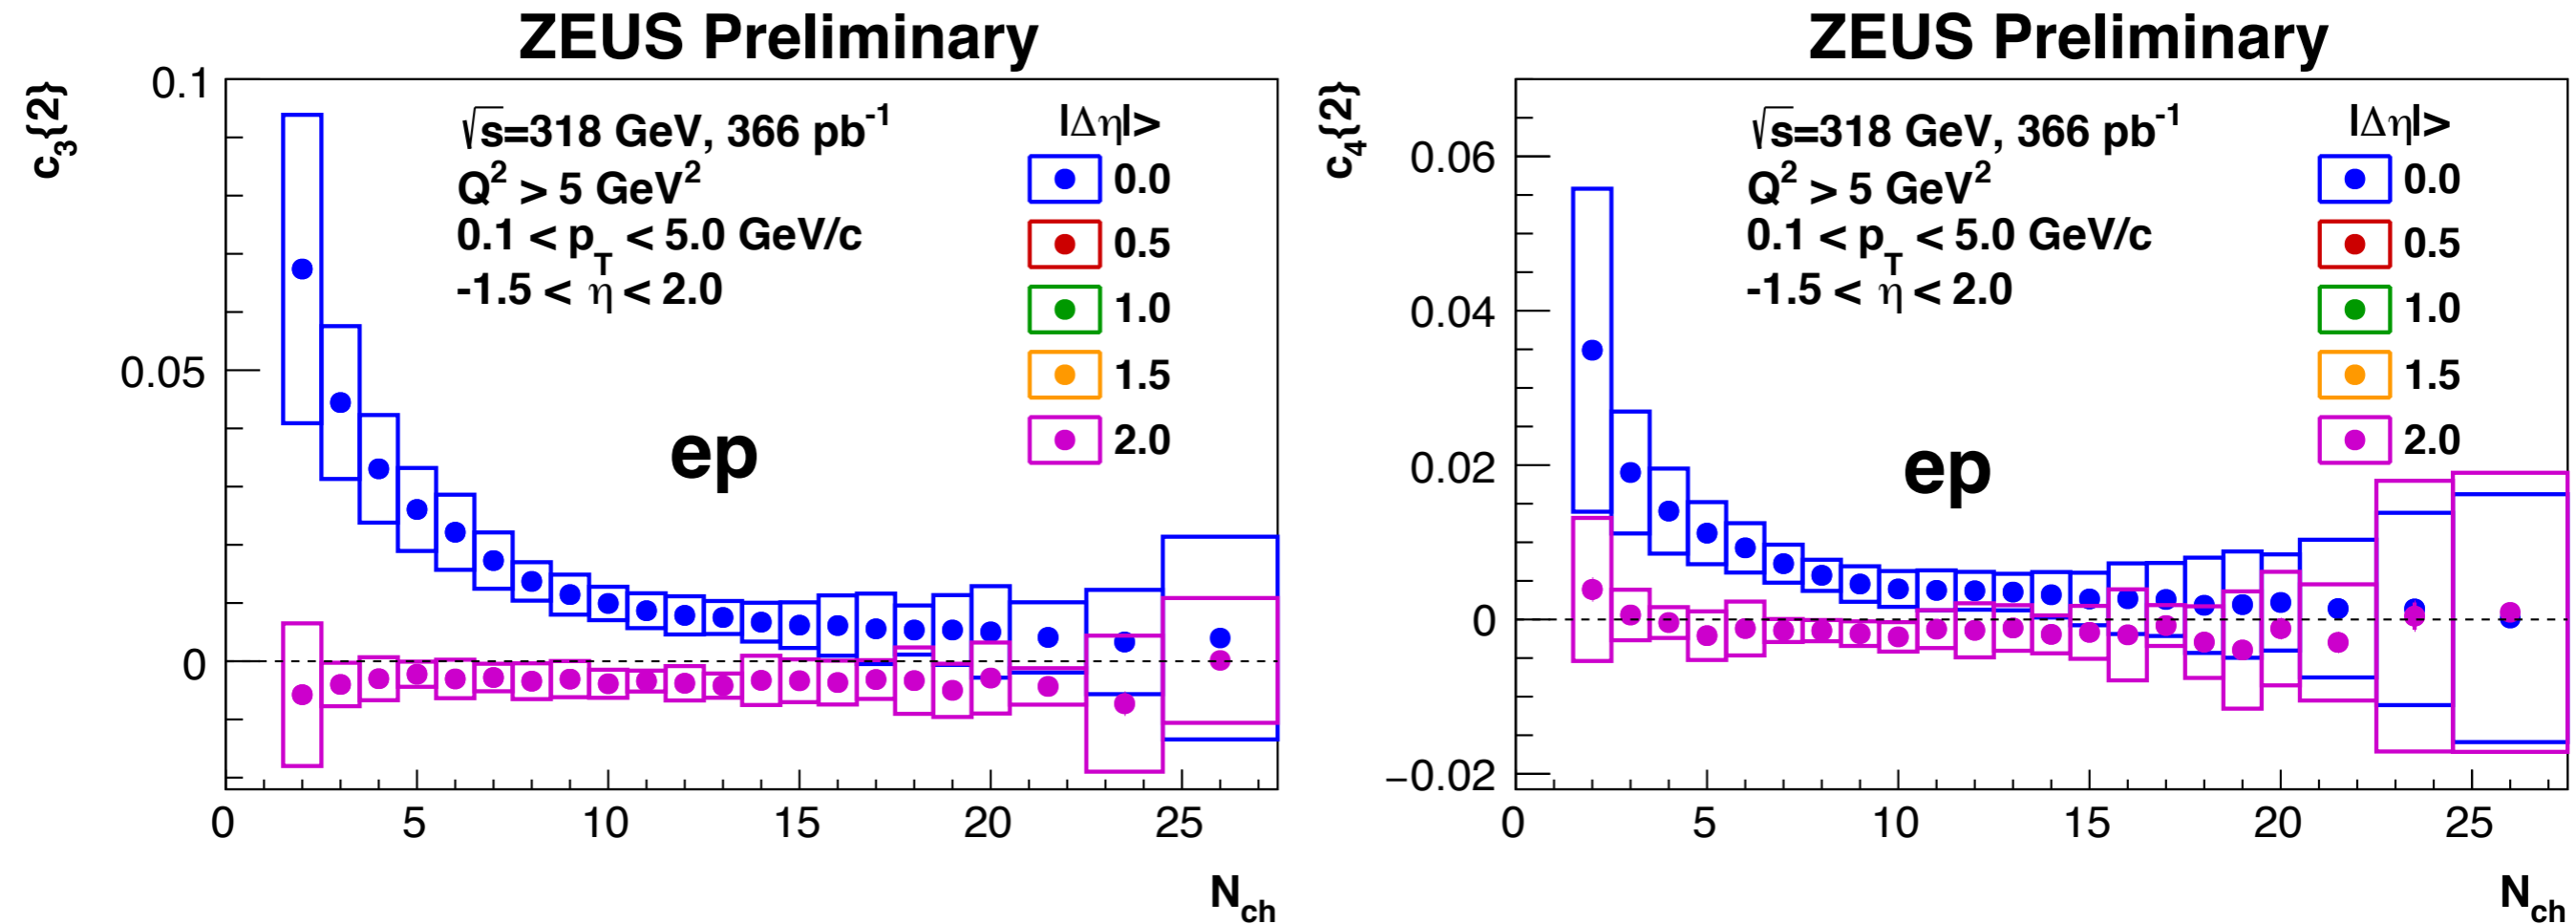 ZEUS Preliminary
c₃{2}
0.1
0.05
0
√s=318 GeV, 366 pb⁻¹
Q² > 5 GeV²
0.1 < p_T < 5.0 GeV/c
-1.5 < η < 2.0
|Δη|>
0.0
0.5
1.0
1.5
2.0
ep
0 5 10 15 20 25
N_ch
ZEUS Preliminary
c₄{2}
0.06
0.04
0.02
0
−0.02
√s=318 GeV, 366 pb⁻¹
Q² > 5 GeV²
0.1 < p_T < 5.0 GeV/c
-1.5 < η < 2.0
|Δη|>
0.0
0.5
1.0
1.5
2.0
ep
0 5 10 15 20 25
N_ch